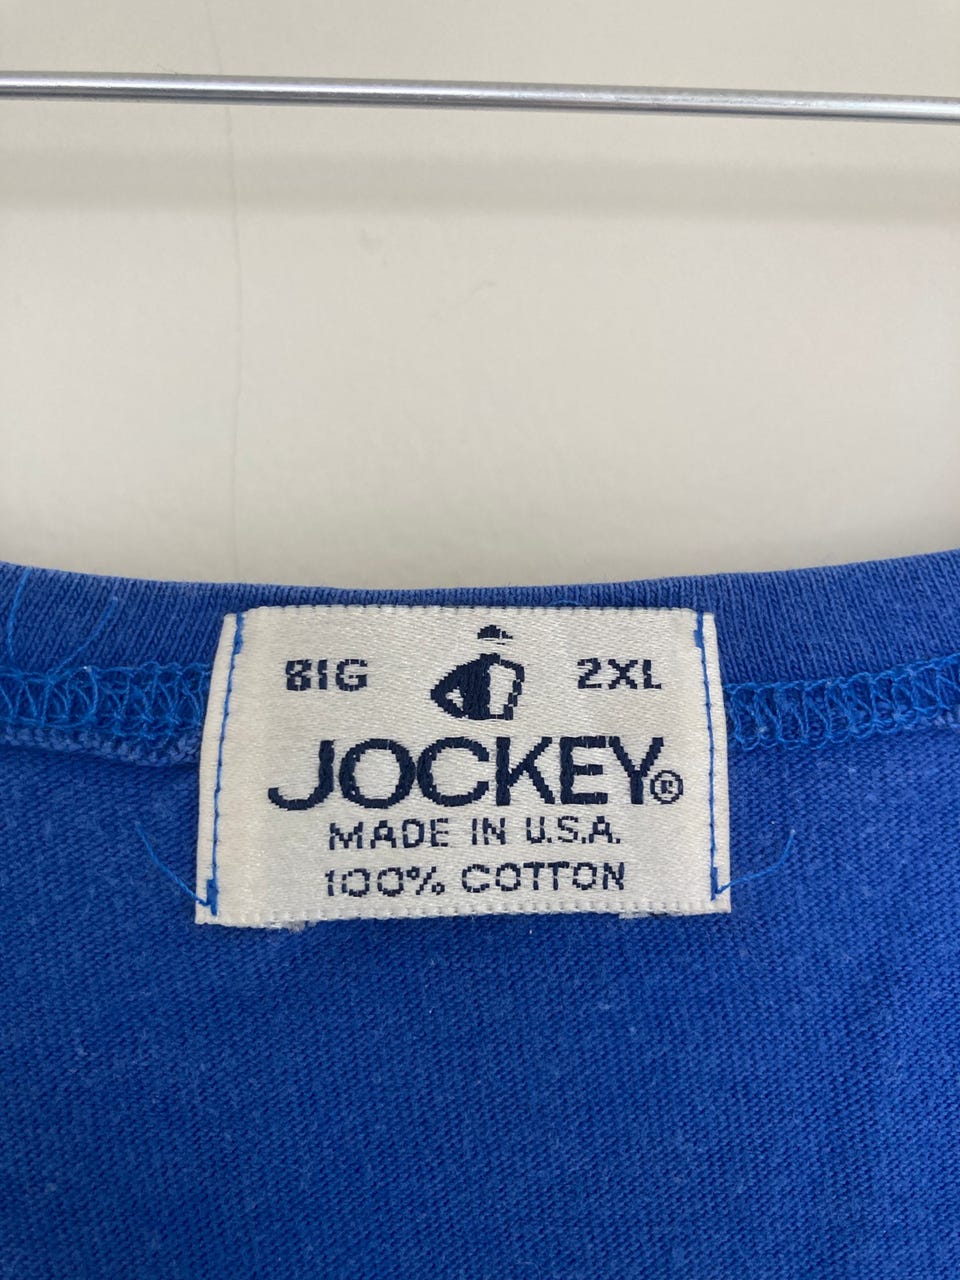 BIG 2XL
JOCKEY®
MADE IN U.S.A.
100% COTTON